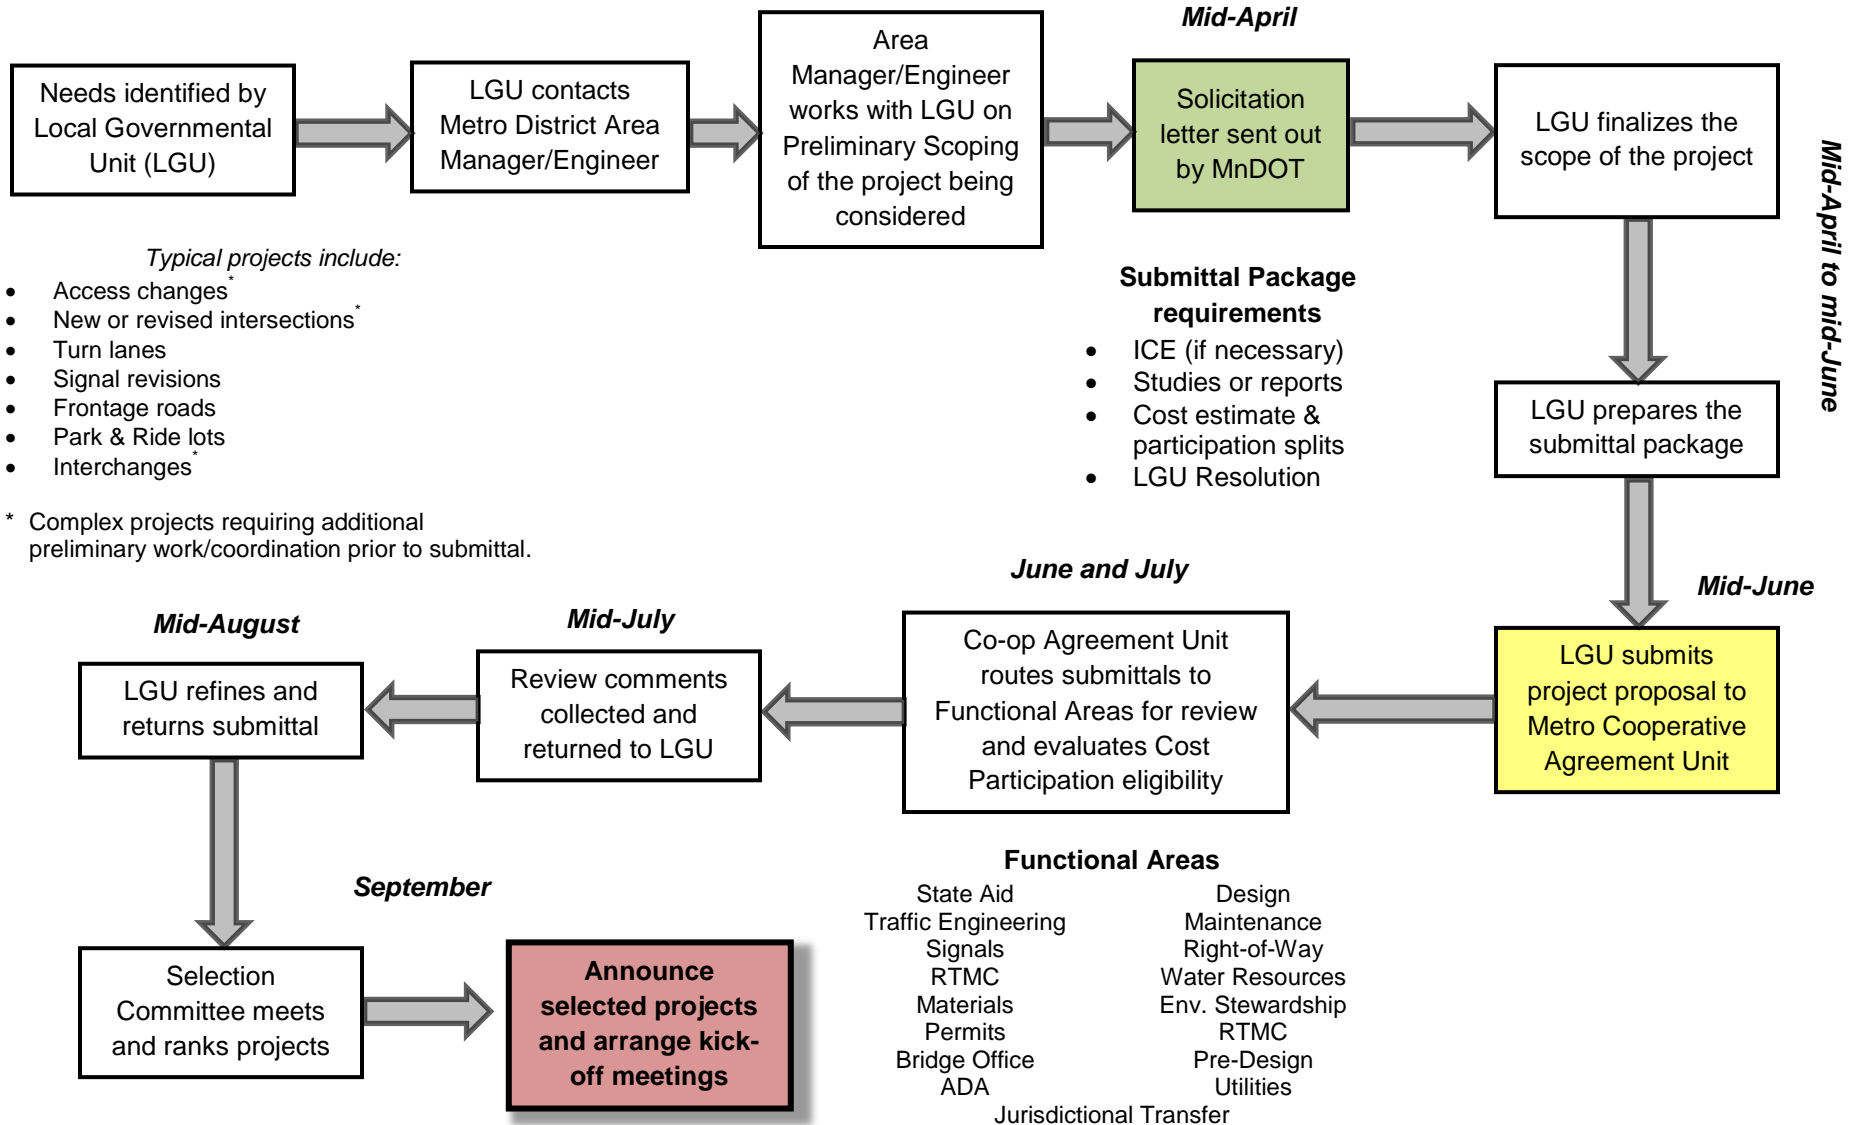 Needs identified by
Local Governmental
Unit (LGU)
LGU contacts
Metro District Area
Manager/Engineer
Area
Manager/Engineer
works with LGU on
Preliminary Scoping
of the project being
considered
Mid-April
Solicitation
letter sent out
by MnDOT
LGU finalizes the
scope of the project
Mid-April to mid-June
Typical projects include:
• Access changes*
• New or revised intersections*
• Turn lanes
• Signal revisions
• Frontage roads
• Park & Ride lots
• Interchanges*
* Complex projects requiring additional
preliminary work/coordination prior to submittal.
Submittal Package
requirements
• ICE (if necessary)
• Studies or reports
• Cost estimate &
participation splits
• LGU Resolution
LGU prepares the
submittal package
Mid-June
LGU submits
project proposal to
Metro Cooperative
Agreement Unit
June and July
Co-op Agreement Unit
routes submittals to
Functional Areas for review
and evaluates Cost
Participation eligibility
Mid-July
Review comments
collected and
returned to LGU
Mid-August
LGU refines and
returns submittal
Selection
Committee meets
and ranks projects
September
Announce
selected projects
and arrange kick-
off meetings
Functional Areas
State Aid
Traffic Engineering
Signals
RTMC
Materials
Permits
Bridge Office
ADA
Design
Maintenance
Right-of-Way
Water Resources
Env. Stewardship
RTMC
Pre-Design
Utilities
Jurisdictional Transfer